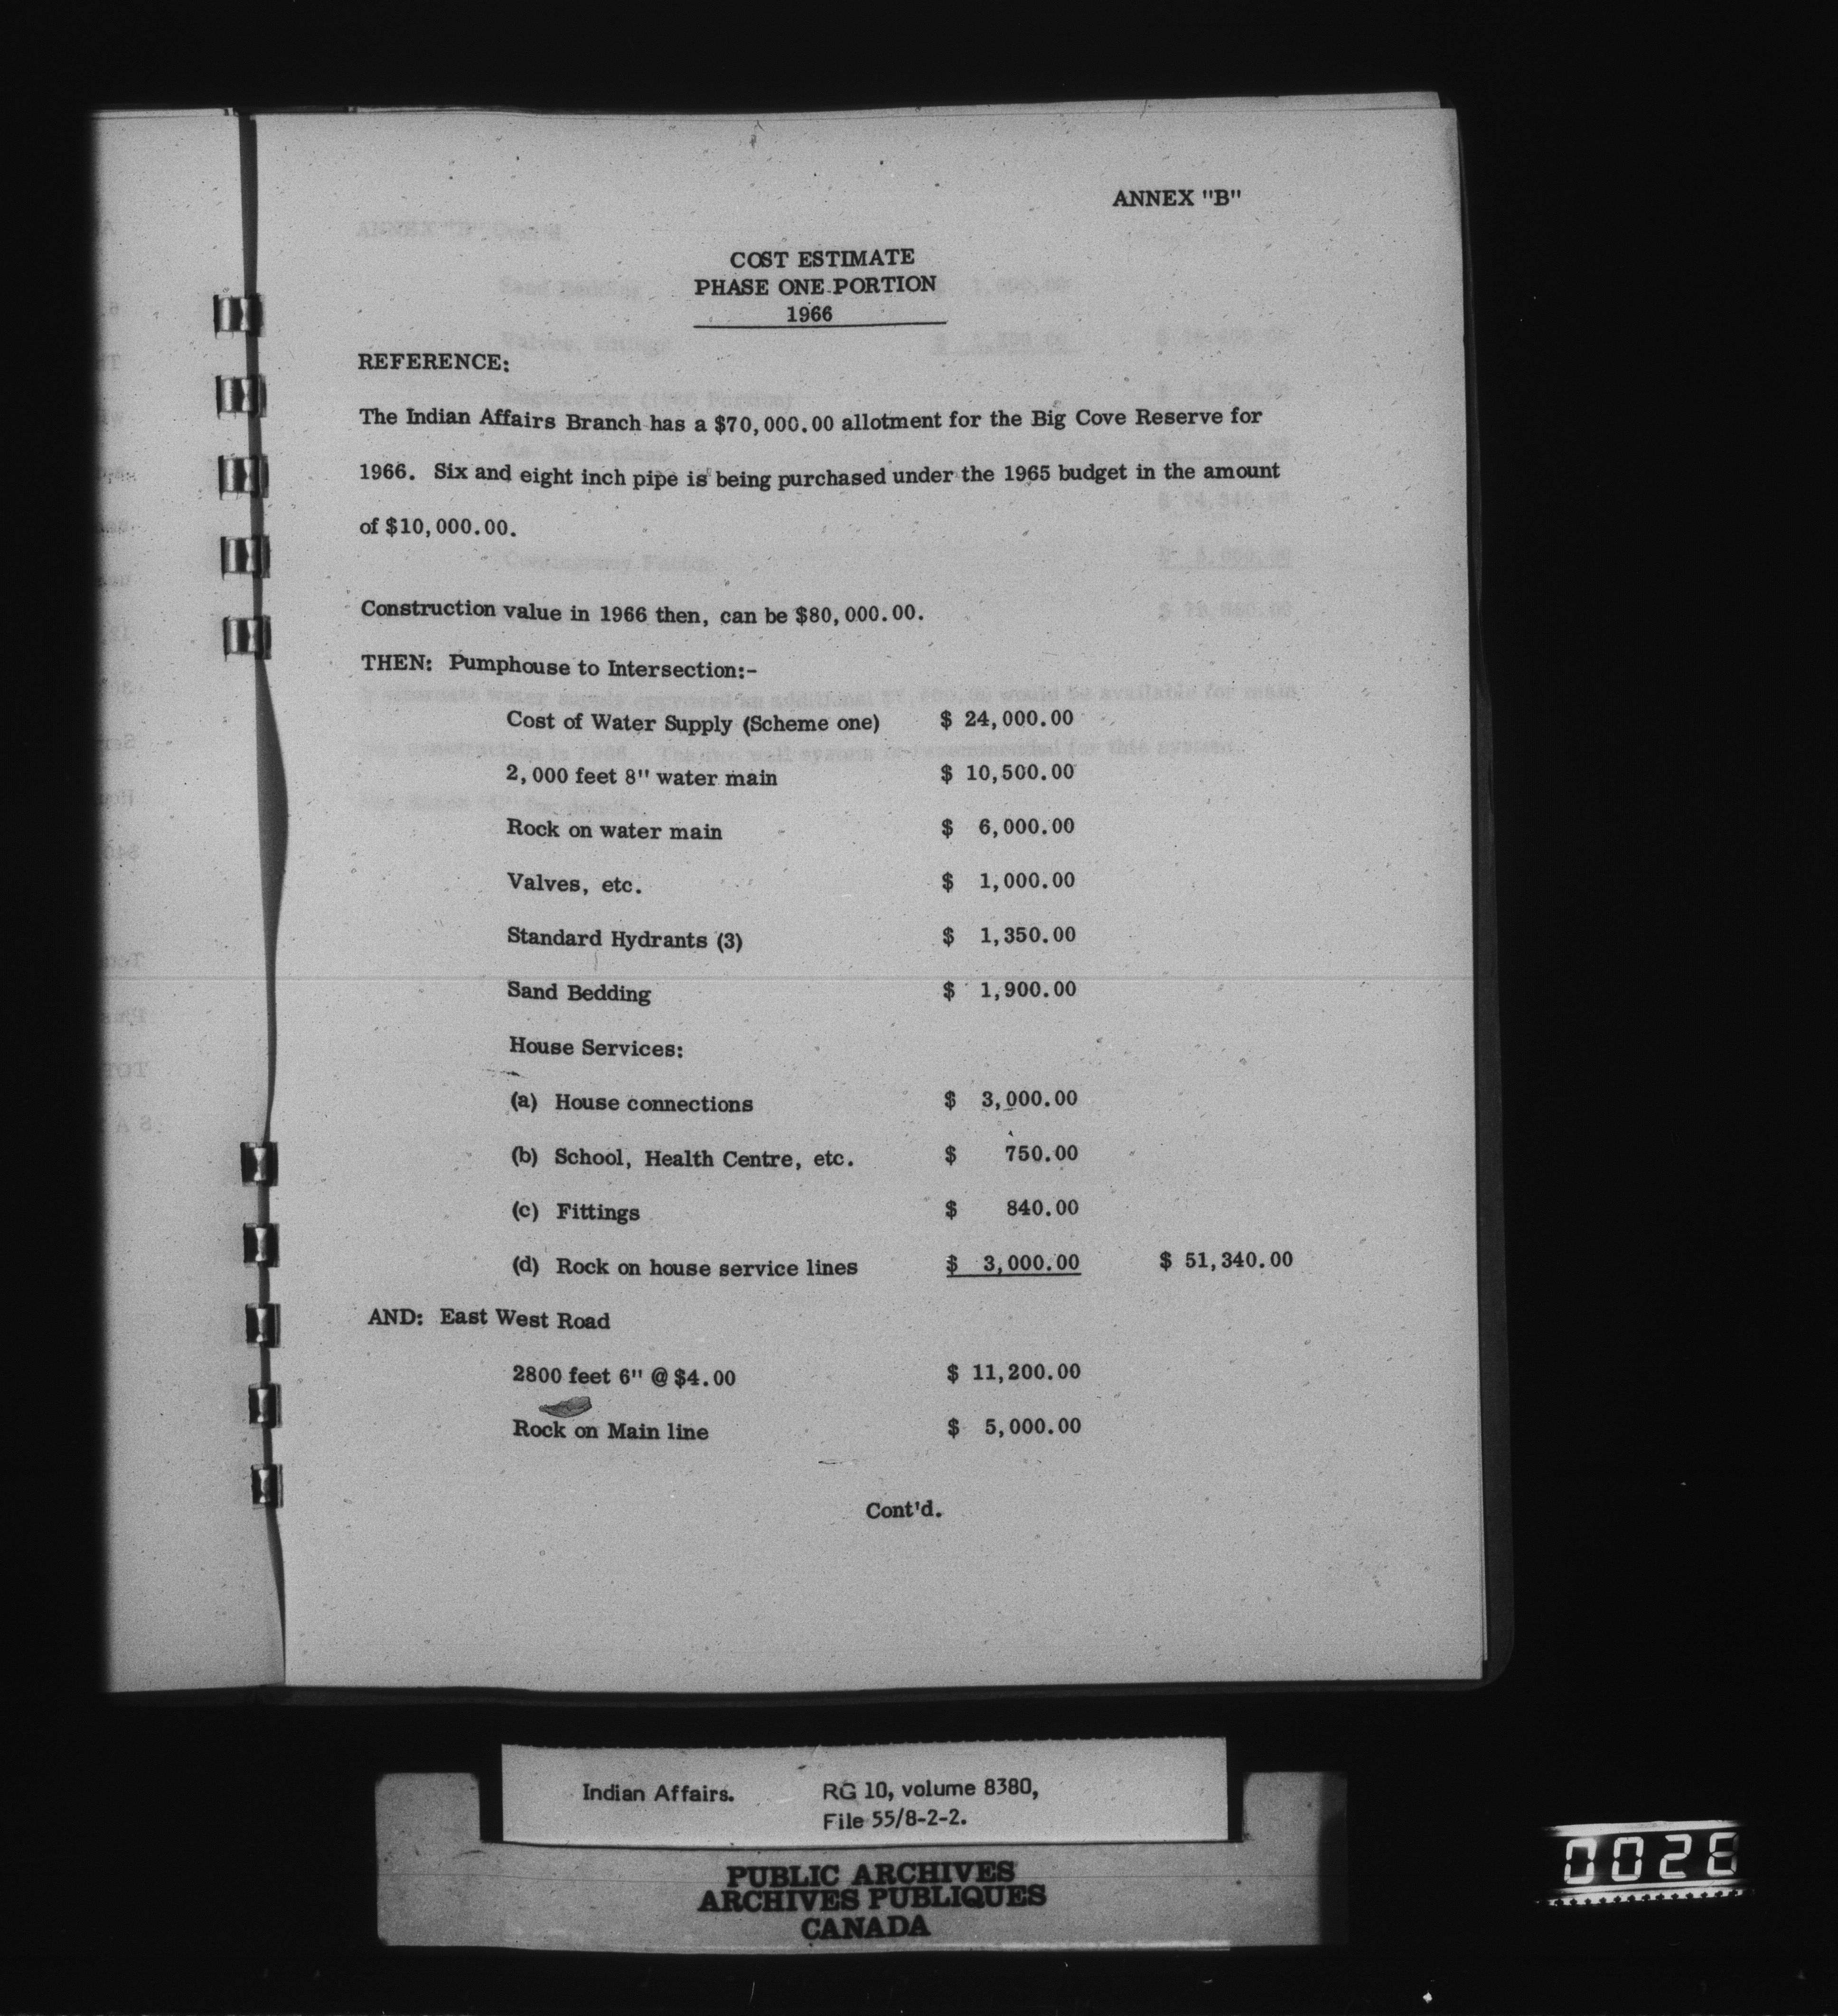 ANNEX "B"
COST ESTIMATE
PHASE ONE PORTION
1966
REFERENCE:
The Indian Affairs Branch has a $70,000.00 allotment for the Big Cove Reserve for
1966. Six and eight inch pipe is being purchased under the 1965 budget in the amount
of $10,000.00.
Construction value in 1966 then, can be $80,000.00.
THEN: Pumphouse to Intersection:-
Cost of Water Supply (Scheme one) $ 24,000.00
2,000 feet 8" water main $ 10,500.00
Rock on water main $ 6,000.00
Valves, etc. $ 1,000.00
Standard Hydrants (3) $ 1,350.00
Sand Bedding $ 1,900.00
House Services:
(a) House connections $ 3,000.00
(b) School, Health Centre, etc. $ 750.00
(c) Fittings $ 840.00
(d) Rock on house service lines $ 3,000.00 $ 51,340.00
AND: East West Road
2800 feet 6" @ $4.00 $ 11,200.00
Rock on Main line $ 5,000.00
Cont'd.
Indian Affairs. RG 10, volume 8380,
File 55/8-2-2.
PUBLIC ARCHIVES
ARCHIVES PUBLIQUES
CANADA